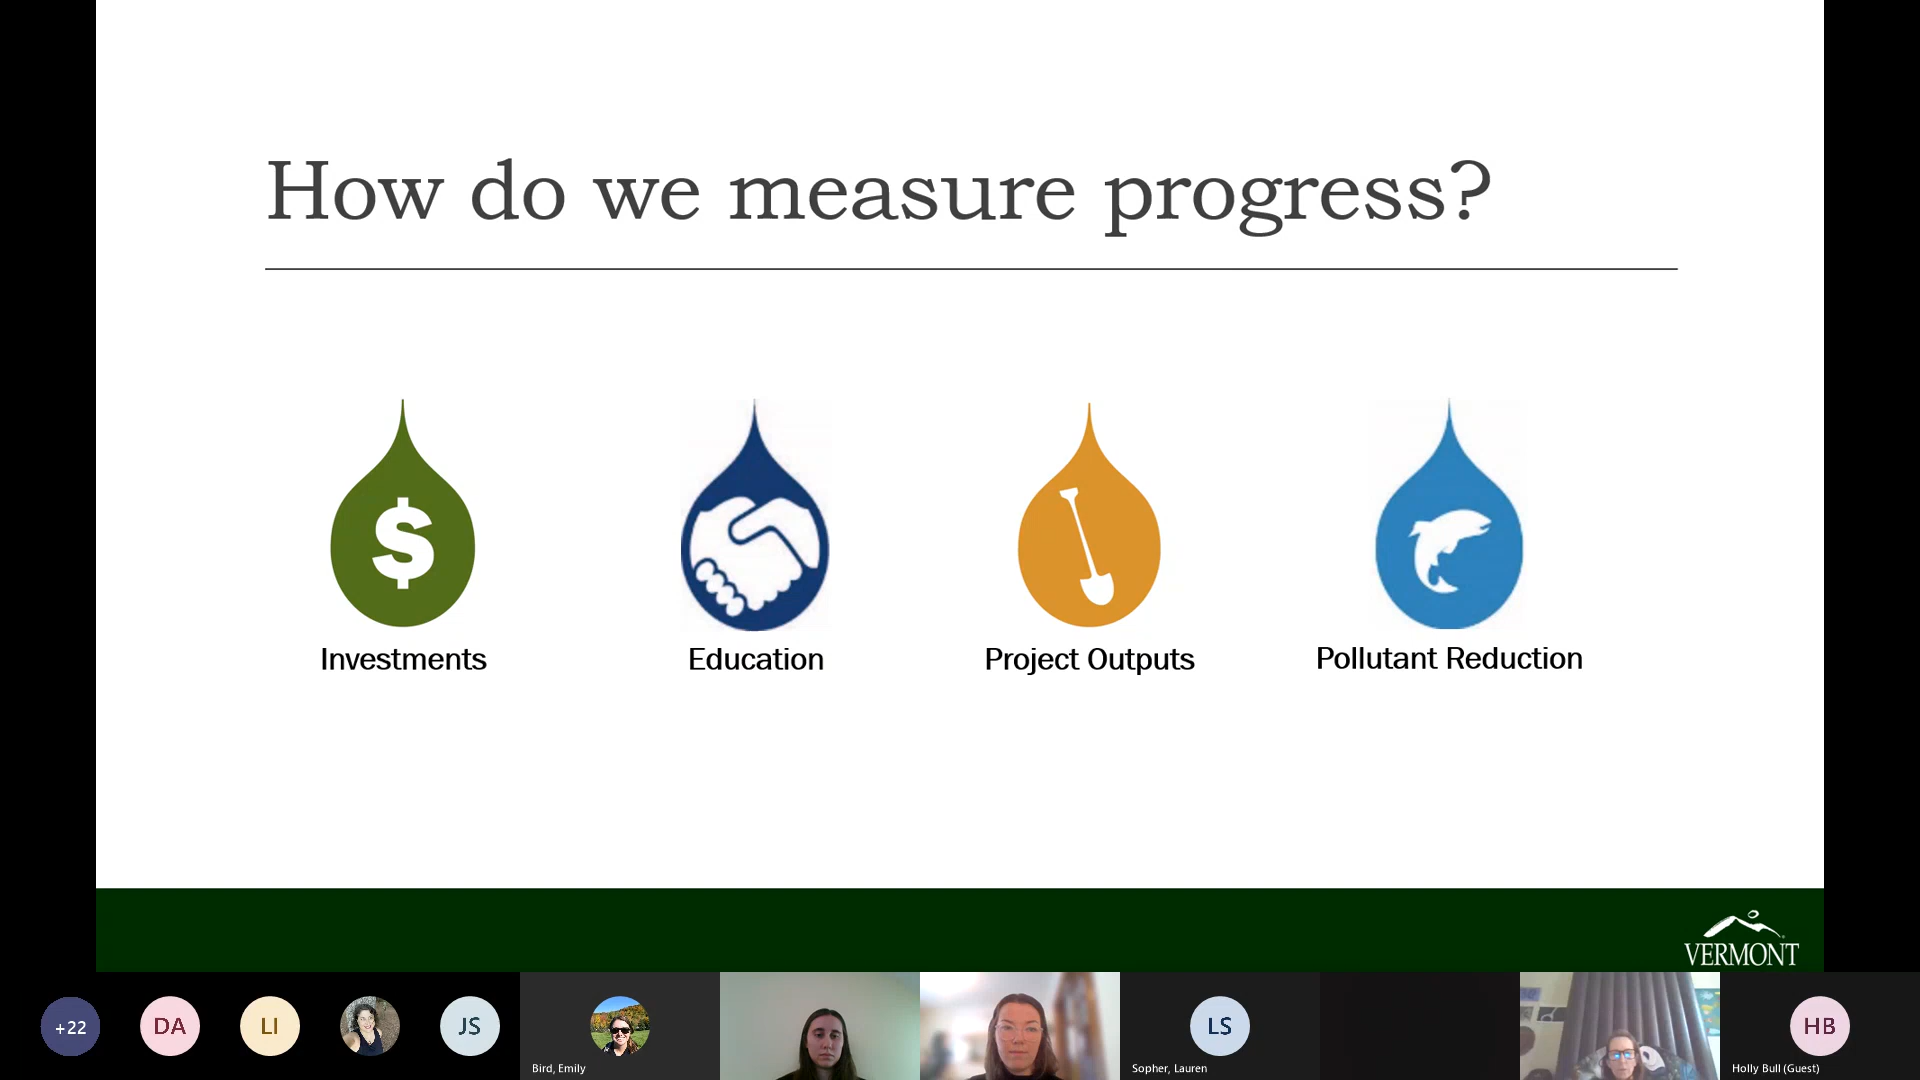 How do we measure progress?
$
Investments
Education
Project Outputs
Pollutant Reduction
VERMONT
+22
DA
LI
JS
Bird, Emily
LS
Sopher, Lauren
HB
Holly Bull (Guest)